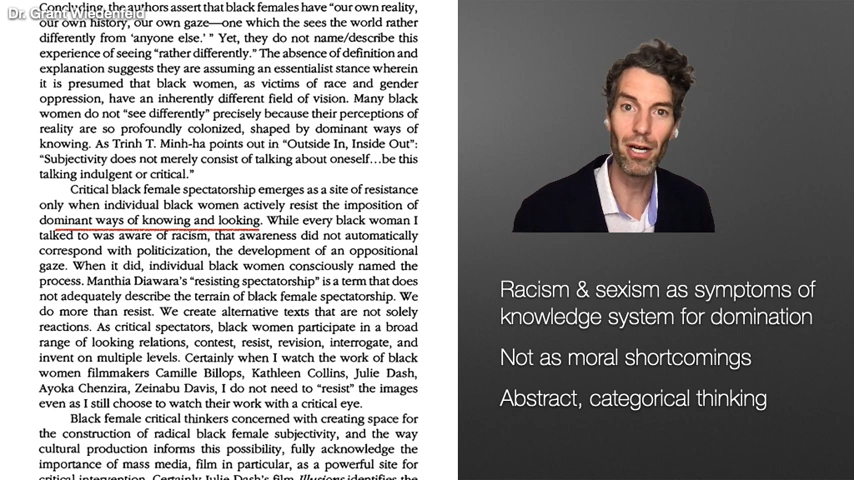 Dr. Grant Wiedenfeld
Concluding, the authors assert that black females have "our own reality,
our own history, our own gaze—one which the sees the world rather
differently from 'anyone else.' " Yet, they do not name/describe this
experience of seeing "rather differently." The absence of definition and
explanation suggests they are assuming an essentialist stance wherein
it is presumed that black women, as victims of race and gender
oppression, have an inherently different field of vision. Many black
women do not "see differently" precisely because their perceptions of
reality are so profoundly colonized, shaped by dominant ways of
knowing. As Trinh T. Minh-ha points out in "Outside In, Inside Out":
"Subjectivity does not merely consist of talking about oneself...be this
talking indulgent or critical."
Critical black female spectatorship emerges as a site of resistance
only when individual black women actively resist the imposition of
dominant ways of knowing and looking. While every black woman I
talked to was aware of racism, that awareness did not automatically
correspond with politicization, the development of an oppositional
gaze. When it did, individual black women consciously named the
process. Manthia Diawara's "resisting spectatorship" is a term that does
not adequately describe the terrain of black female spectatorship. We
do more than resist. We create alternative texts that are not solely
reactions. As critical spectators, black women participate in a broad
range of looking relations, contest, resist, revision, interrogate, and
invent on multiple levels. Certainly when I watch the work of black
women filmmakers Camille Billops, Kathleen Collins, Julie Dash,
Ayoka Chenzira, Zeinabu Davis, I do not need to "resist" the images
even as I still choose to watch their work with a critical eye.
Black female critical thinkers concerned with creating space for
the construction of radical black female subjectivity, and the way
cultural production informs this possibility, fully acknowledge the
importance of mass media, film in particular, as a powerful site for
critical intervention. Certainly Julie Dash's film Illusions identifies the
Racism & sexism as symptoms of
knowledge system for domination
Not as moral shortcomings
Abstract, categorical thinking